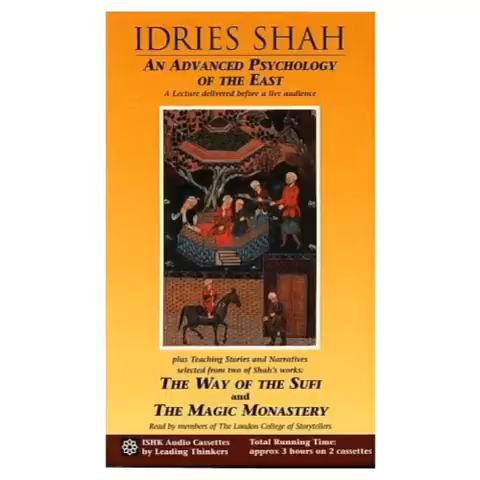 IDRIES SHAH
AN ADVANCED PSYCHOLOGY
OF THE EAST
A Lecture delivered before a live audience
plus Teaching Stories and Narratives
selected from two of Shah's works:
THE WAY OF THE SUFI
and
THE MAGIC MONASTERY
Read by members of The London College of Storytellers
ISHK Audio Cassettes
by Leading Thinkers
Total Running Time:
approx 3 hours on 2 cassettes